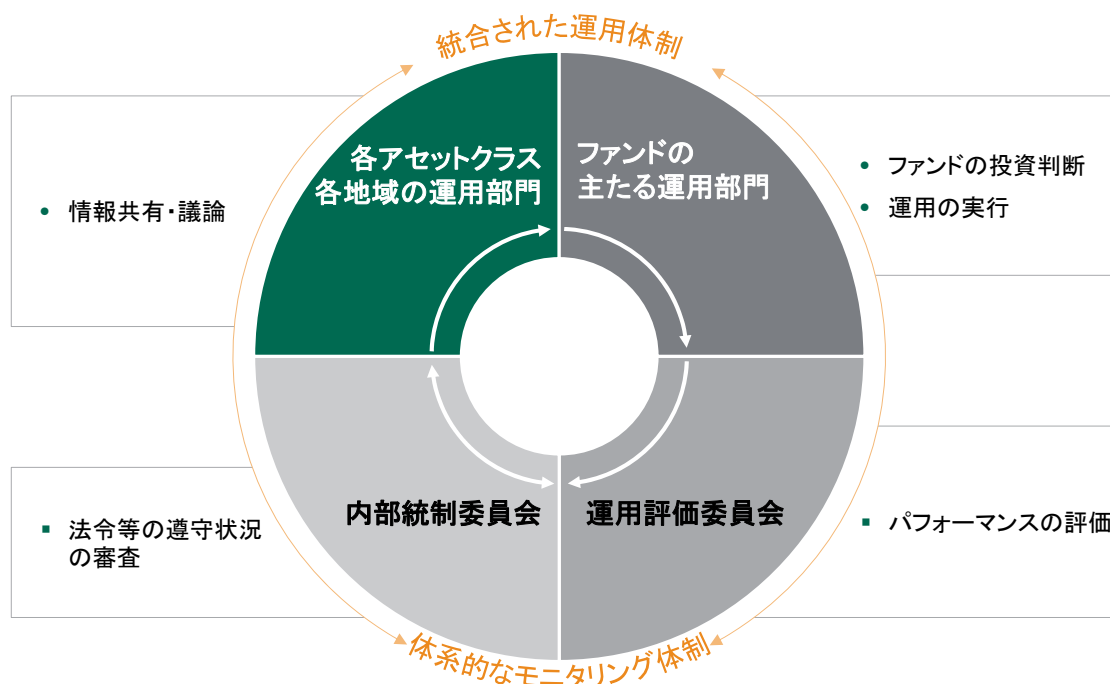 統合された運用体制
各アセットクラス
各地域の運用部門
ファンドの
主たる運用部門
• 情報共有・議論
• ファンドの投資判断
• 運用の実行
内部統制委員会
運用評価委員会
▪ 法令等の遵守状況
の審査
▪ パフォーマンスの評価
体系的なモニタリング体制